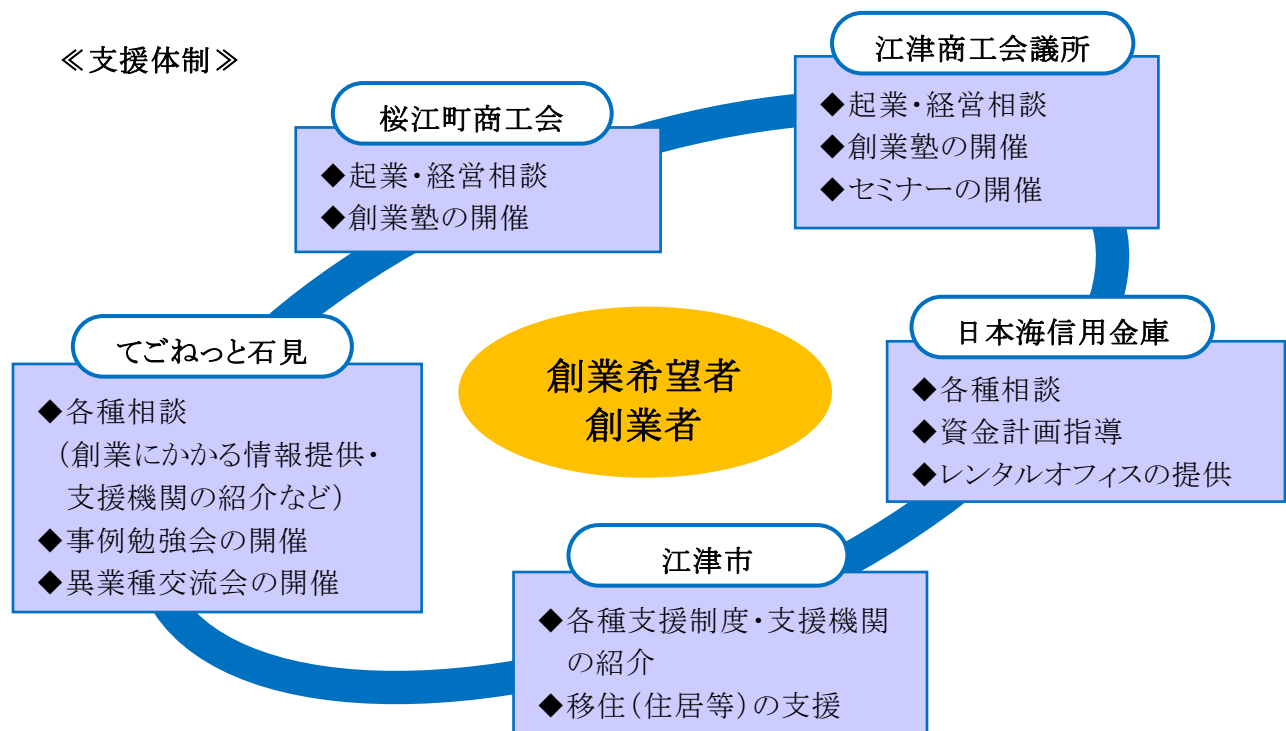 ≪支援体制≫
江津商工会議所
◆起業・経営相談
◆創業塾の開催
◆セミナーの開催
桜江町商工会
◆起業・経営相談
◆創業塾の開催
てごねっと石見
◆各種相談
(創業にかかる情報提供・
支援機関の紹介など)
◆事例勉強会の開催
◆異業種交流会の開催
創業希望者
創業者
日本海信用金庫
◆各種相談
◆資金計画指導
◆レンタルオフィスの提供
江津市
◆各種支援制度・支援機関
の紹介
◆移住(住居等)の支援